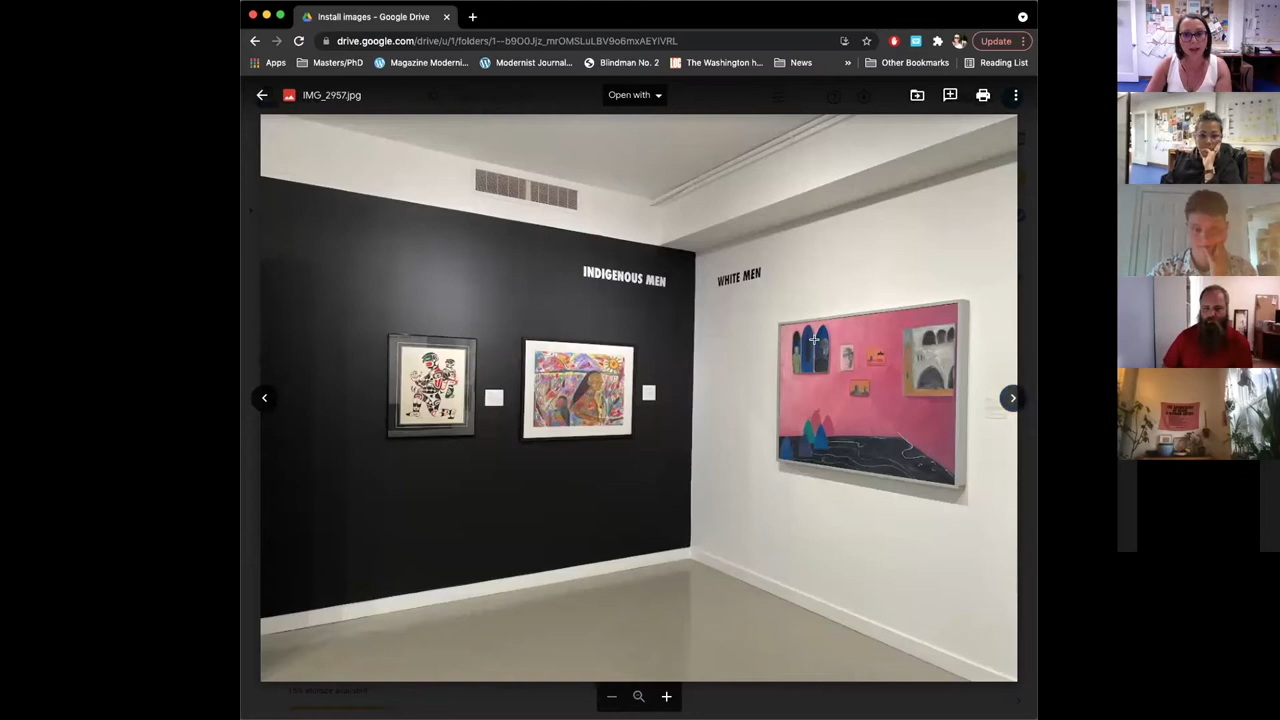 Install images - Google Drive
drive.google.com/drive/u/1/folders/1--b9O0Jjz_mrOMSLuLBV9o6mxAEYlVRL
Update
Apps
Masters/PhD
Magazine Moderni...
Modernist Journal...
Blindman No. 2
The Washington h...
News
»
Other Bookmarks
Reading List
IMG_2957.jpg
Open with
INDIGENOUS MEN
WHITE MEN